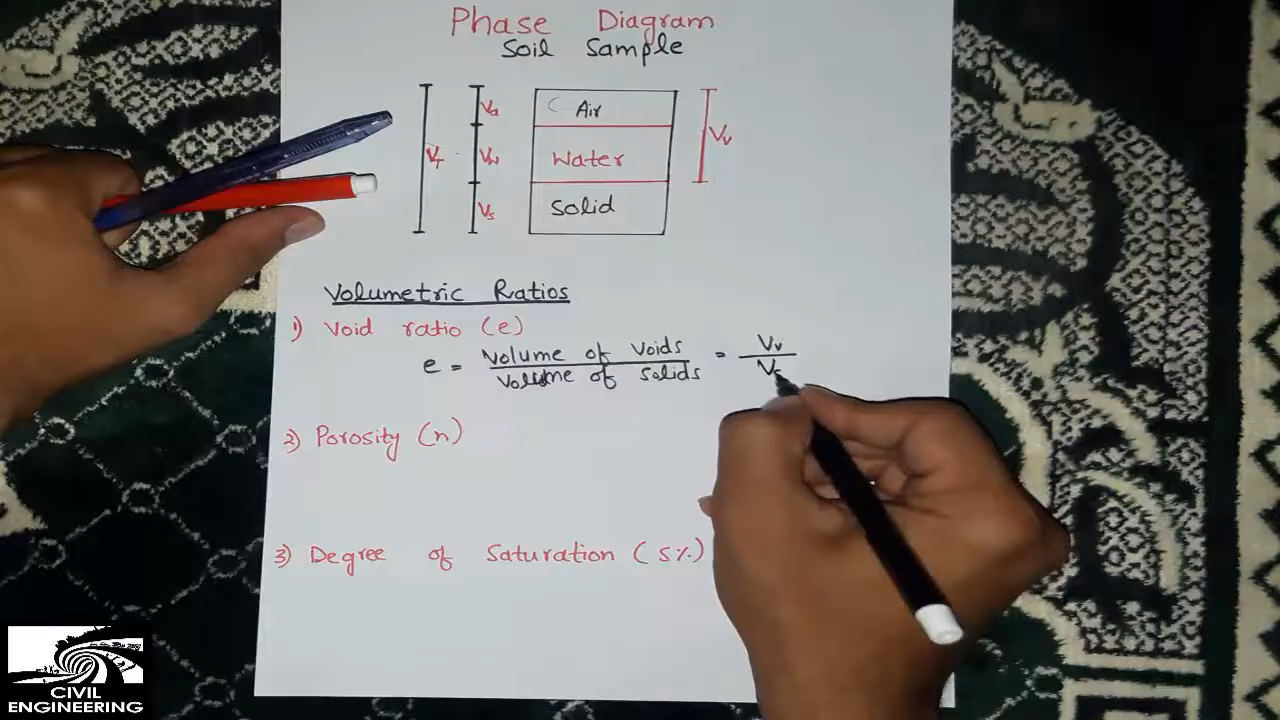 Phase Diagram
Soil Sample
Va Air
VT Vw Water Vv
Vs Solid
Volumetric Ratios
1) Void ratio (e)
e = Volume of Voids / Volume of Solids = Vv / Vs
2) Porosity (n)
3) Degree of Saturation (S%)
CIVIL
ENGINEERING